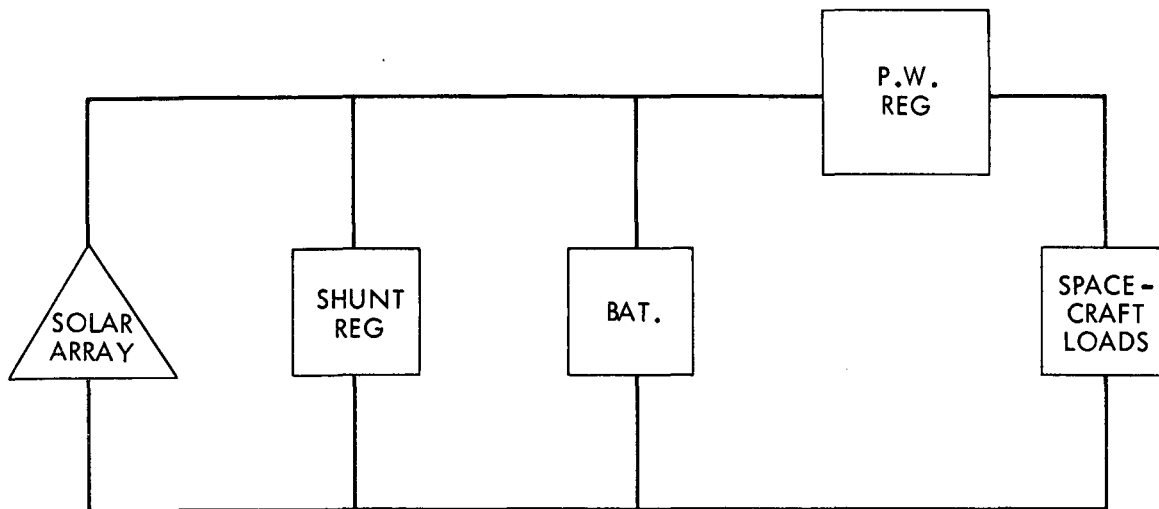 P.W.
REG
SOLAR
ARRAY
SHUNT
REG
BAT.
SPACE-
CRAFT
LOADS